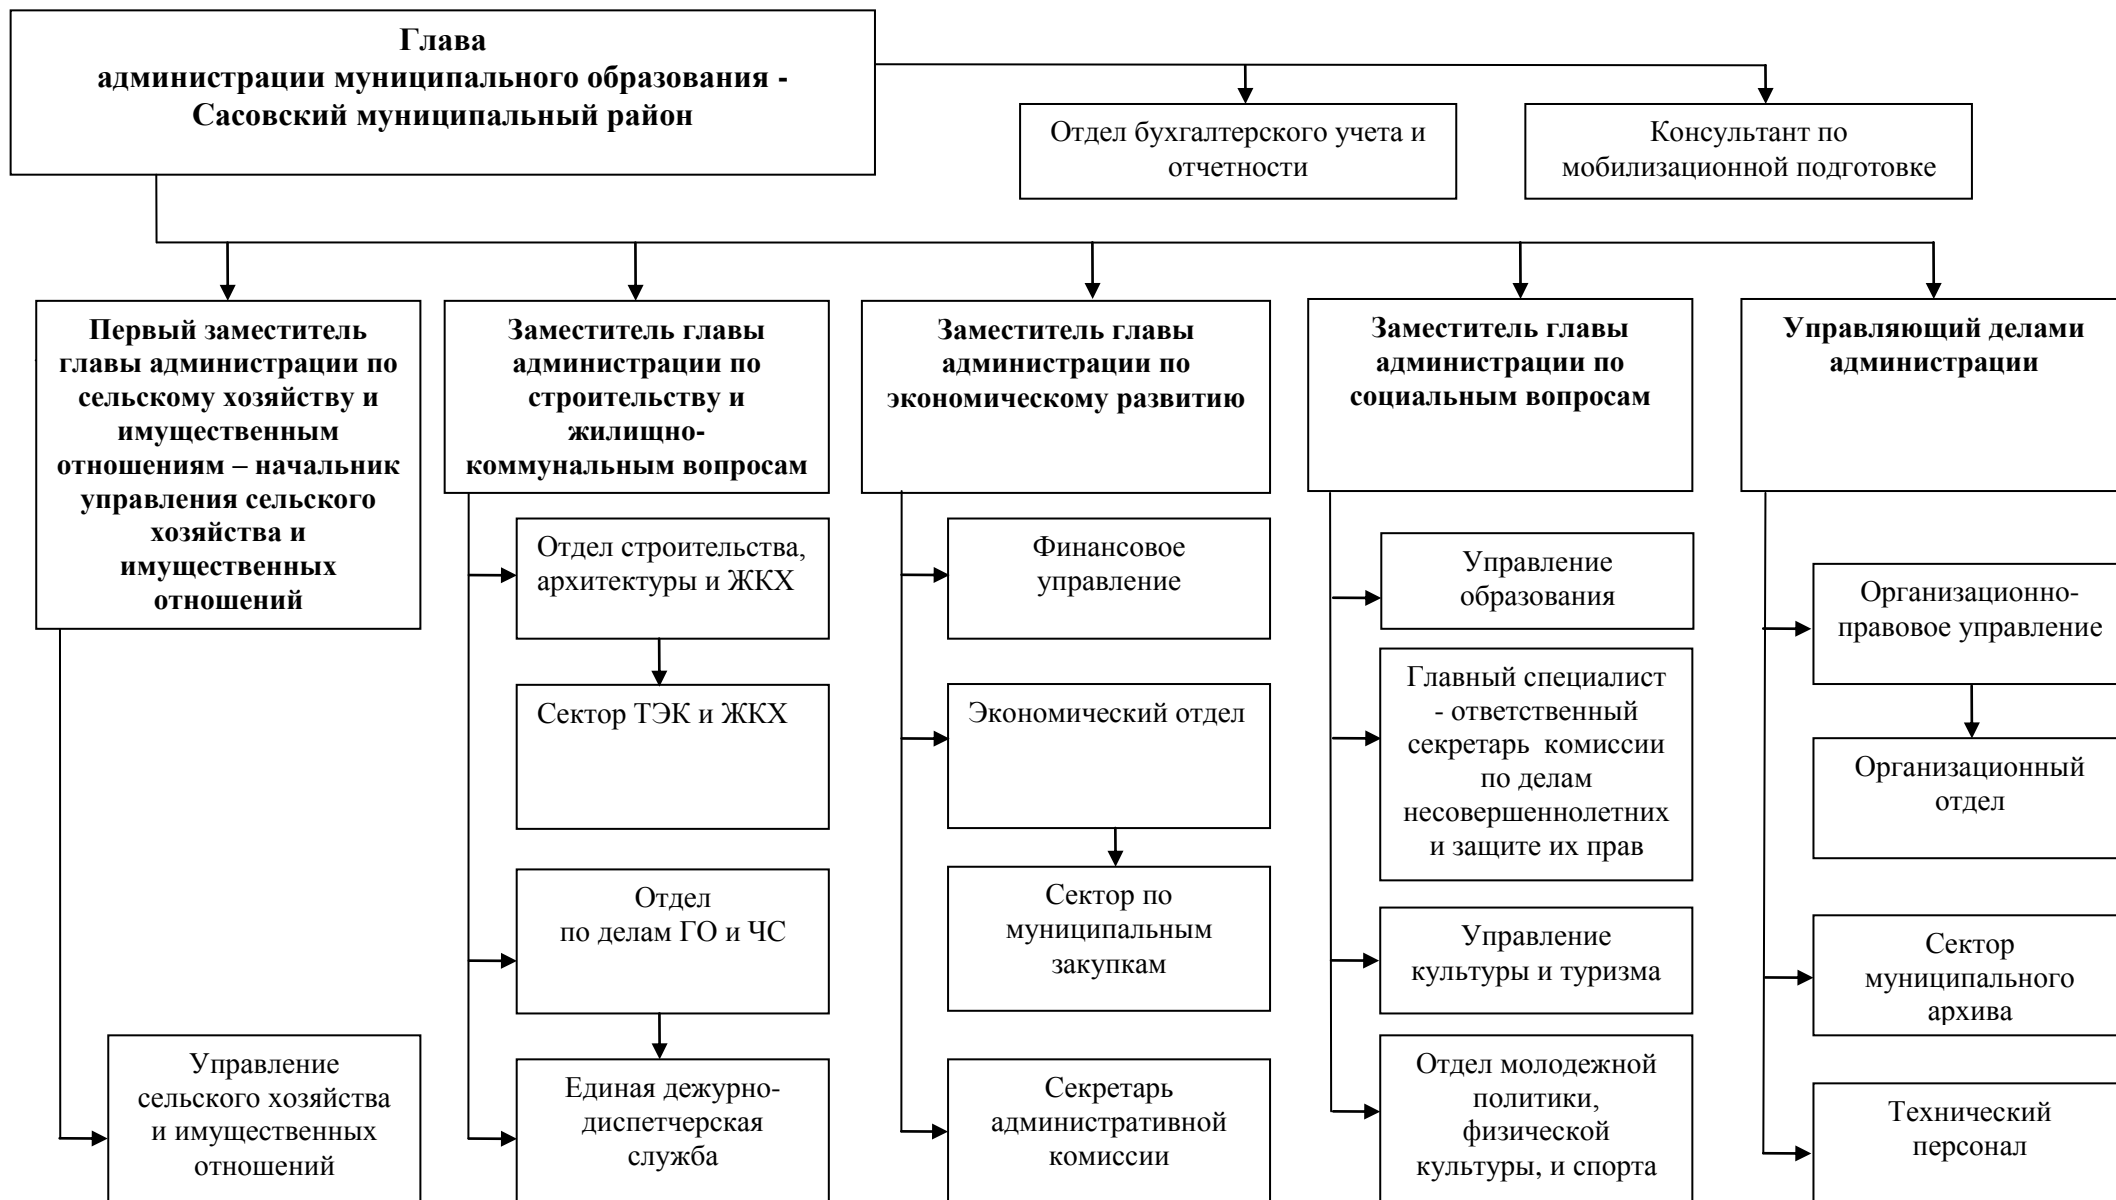 Глава
администрации муниципального образования -
Сасовский муниципальный район
Отдел бухгалтерского учета и
отчетности
Консультант по
мобилизационной подготовке
Первый заместитель
главы администрации по
сельскому хозяйству и
имущественным
отношениям – начальник
управления сельского
хозяйства и
имущественных
отношений
Управление
сельского хозяйства
и имущественных
отношений
Заместитель главы
администрации по
строительству и
жилищно-
коммунальным вопросам
Отдел строительства,
архитектуры и ЖКХ
Сектор ТЭК и ЖКХ
Отдел
по делам ГО и ЧС
Единая дежурно-
диспетчерская
служба
Заместитель главы
администрации по
экономическому развитию
Финансовое
управление
Экономический отдел
Сектор по
муниципальным
закупкам
Секретарь
административной
комиссии
Заместитель главы
администрации по
социальным вопросам
Управление
образования
Главный специалист
- ответственный
секретарь комиссии
по делам
несовершеннолетних
и защите их прав
Управление
культуры и туризма
Отдел молодежной
политики,
физической
культуры, и спорта
Управляющий делами
администрации
Организационно-
правовое управление
Организационный
отдел
Сектор
муниципального
архива
Технический
персонал